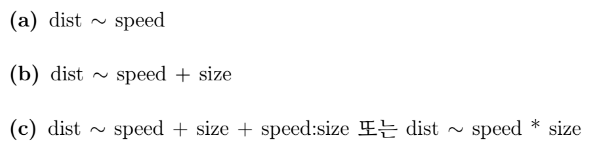 (a) dist ∼ speed
(b) dist ∼ speed + size
(c) dist ∼ speed + size + speed:size 또는 dist ∼ speed * size